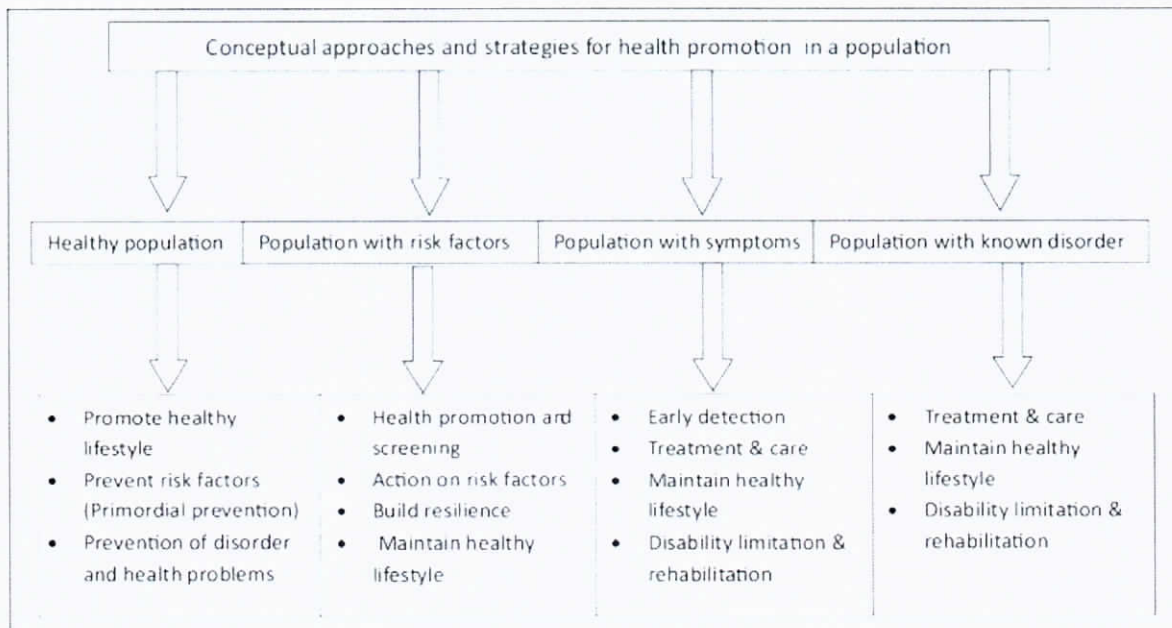 Conceptual approaches and strategies for health promotion in a population
Healthy population
Population with risk factors
Population with symptoms
Population with known disorder
• Promote healthy
lifestyle
• Prevent risk factors
(Primordial prevention)
• Prevention of disorder
and health problems
• Health promotion and
screening
• Action on risk factors
• Build resilience
• Maintain healthy
lifestyle
• Early detection
• Treatment & care
• Maintain healthy
lifestyle
• Disability limitation &
rehabilitation
• Treatment & care
• Maintain healthy
lifestyle
• Disability limitation &
rehabilitation